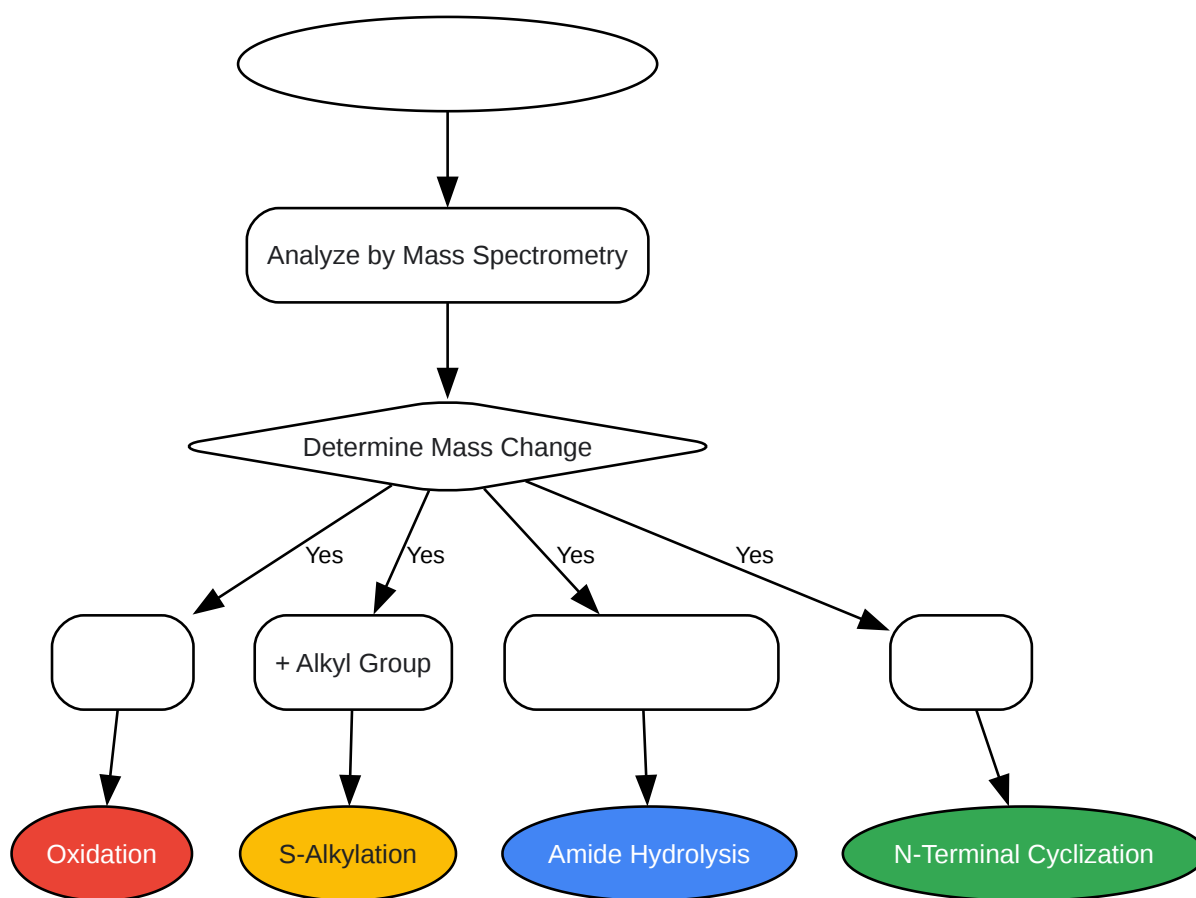 Analyze by Mass Spectrometry
Determine Mass Change
Yes
Yes
Yes
Yes
+ Alkyl Group
Oxidation
S-Alkylation
Amide Hydrolysis
N-Terminal Cyclization